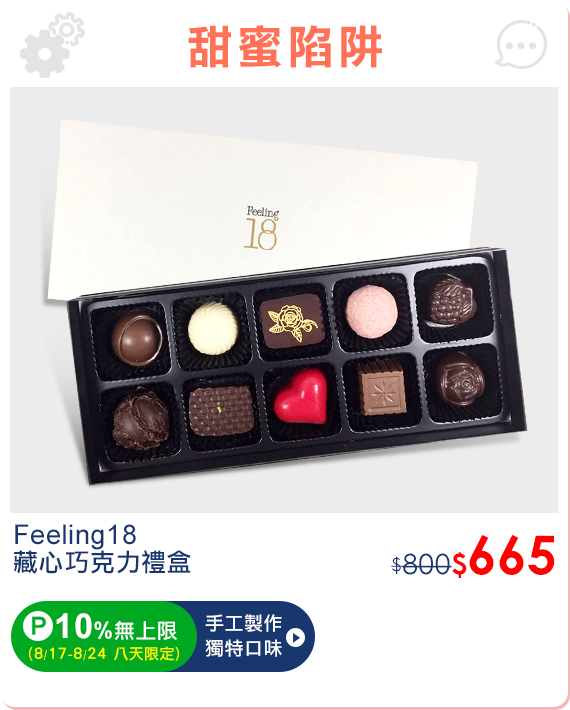 甜蜜陷阱
Feeling
18
Feeling18
藏心巧克力禮盒
$800$665
P10%無上限
(8/17-8/24 八天限定)
手工製作
獨特口味